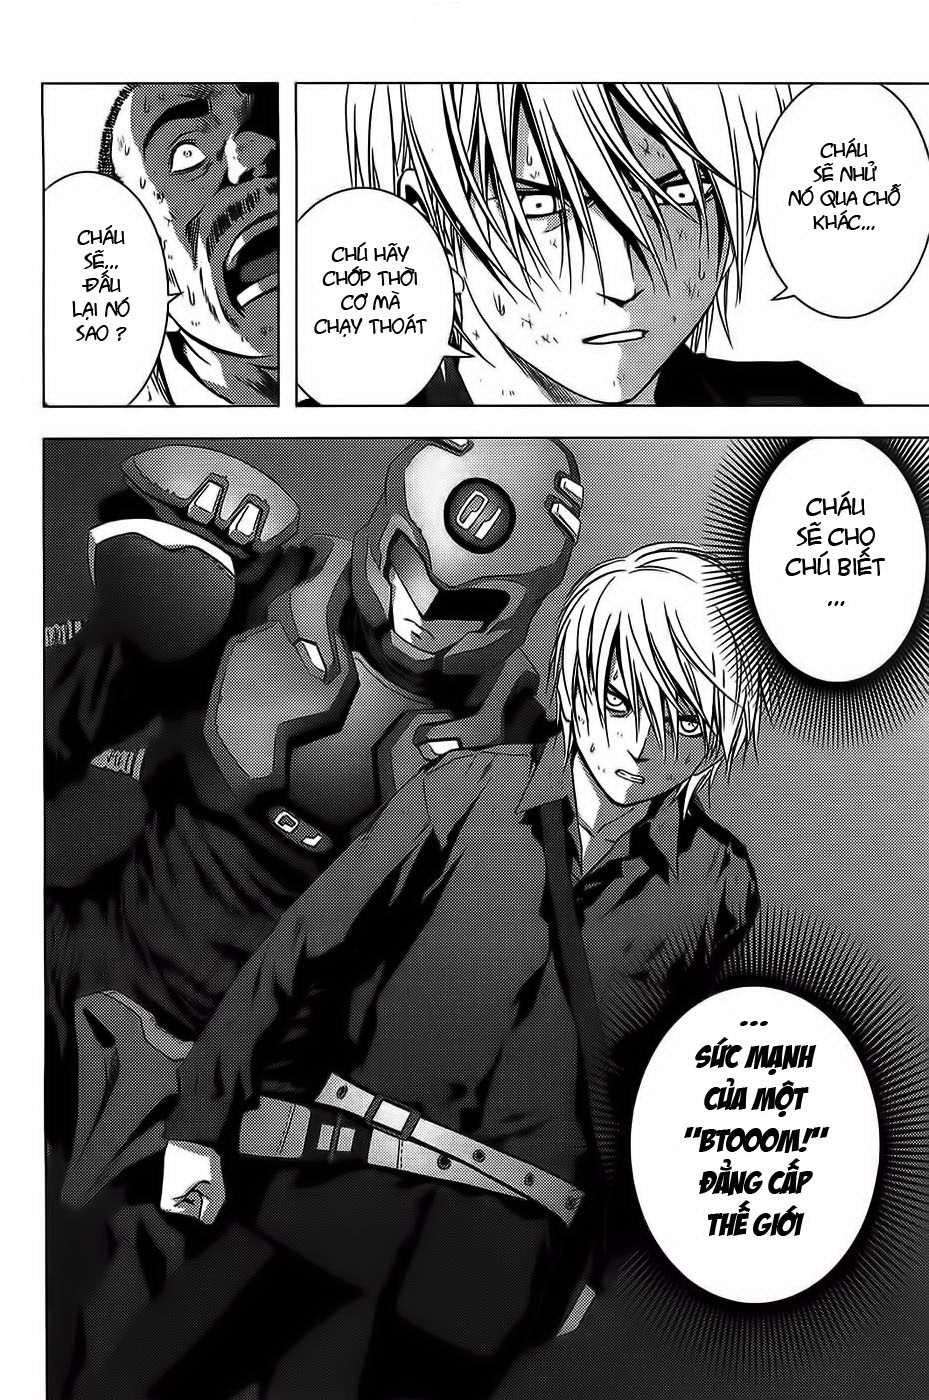 CHÁU
SẼ NHỬ
NÓ QUA CHỖ
KHÁC...
CHÚ HÃY
CHỚP THỜI
CƠ MÀ
CHẠY THOÁT
CHÁU
SẼ...
ĐẤU
LẠI NÓ
SAO ?
CHÁU
SẼ CHO
CHÚ BIẾT
...
...
SỨC MẠNH
CỦA MỘT
"BTOOOM!"
ĐẲNG CẤP
THẾ GIỚI